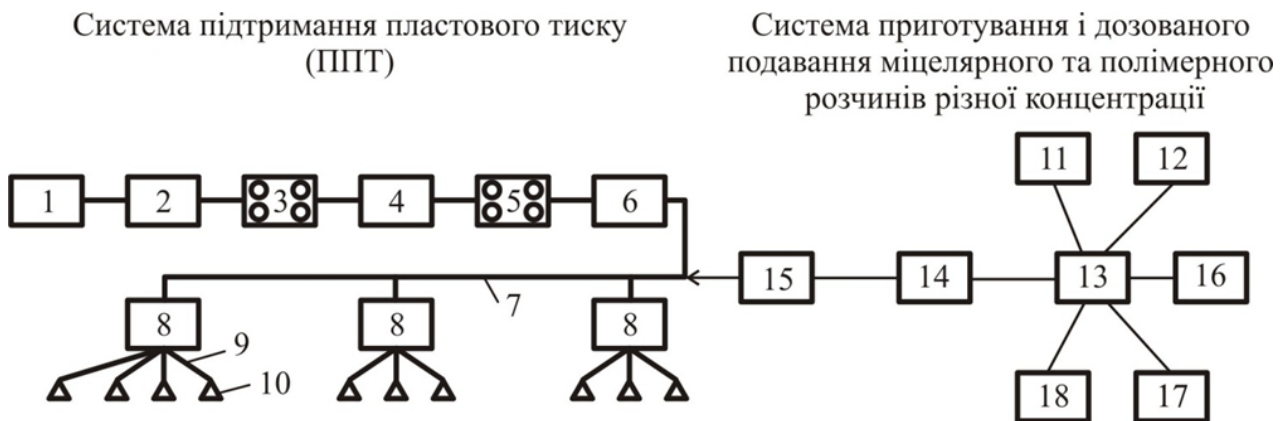 Система підтримання пластового тиску
(ППТ)
Система приготування і дозованого
подавання міцелярного та полімерного
розчинів різної концентрації
11 12
1 2 3 4 5 6
15 14 13 16
7
8 8 8
9
10
18 17